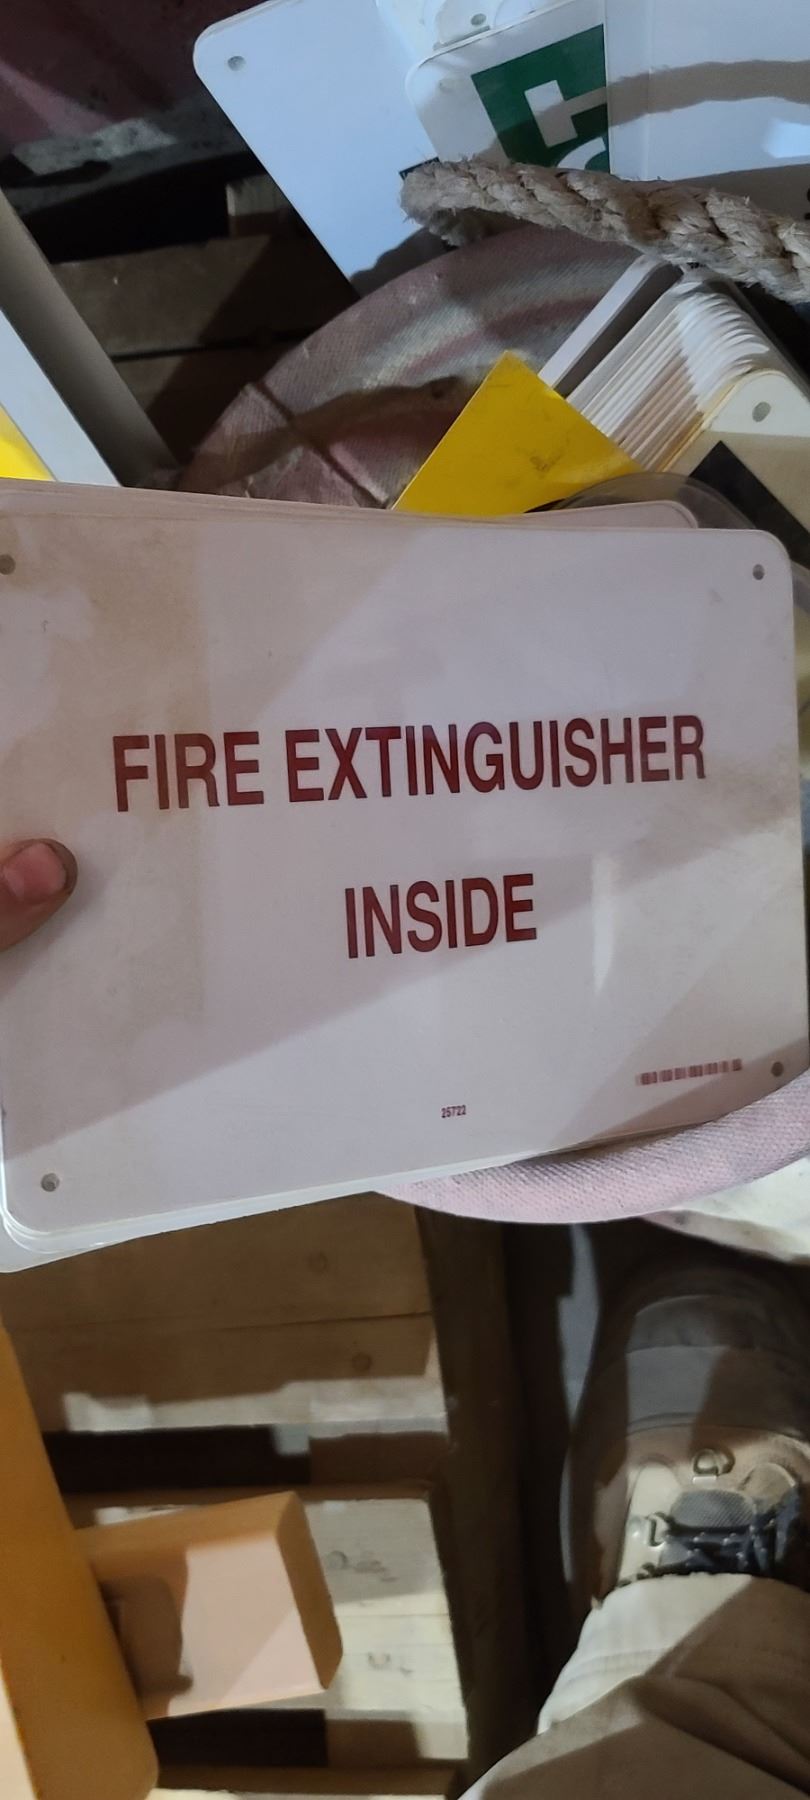 FIRE EXTINGUISHER
INSIDE
25722